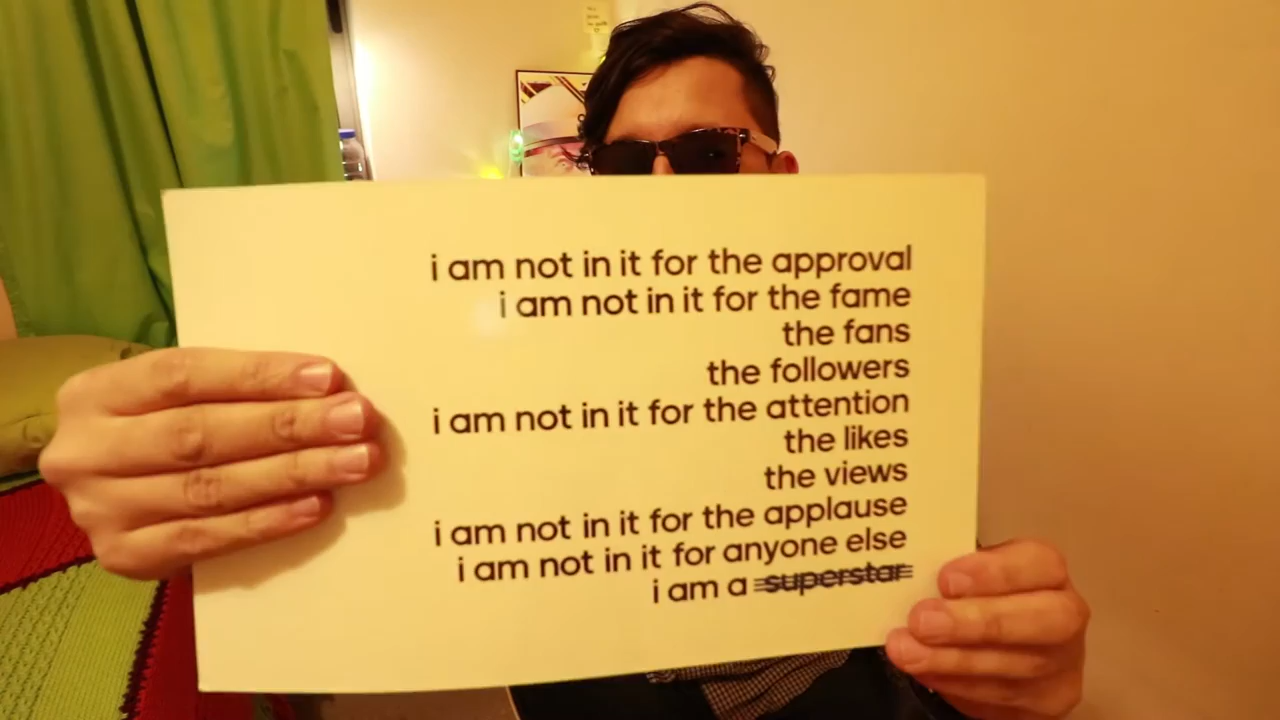 i am not in it for the approval
i am not in it for the fame
the fans
the followers
i am not in it for the attention
the likes
the views
i am not in it for the applause
i am not in it for anyone else
i am a superstar